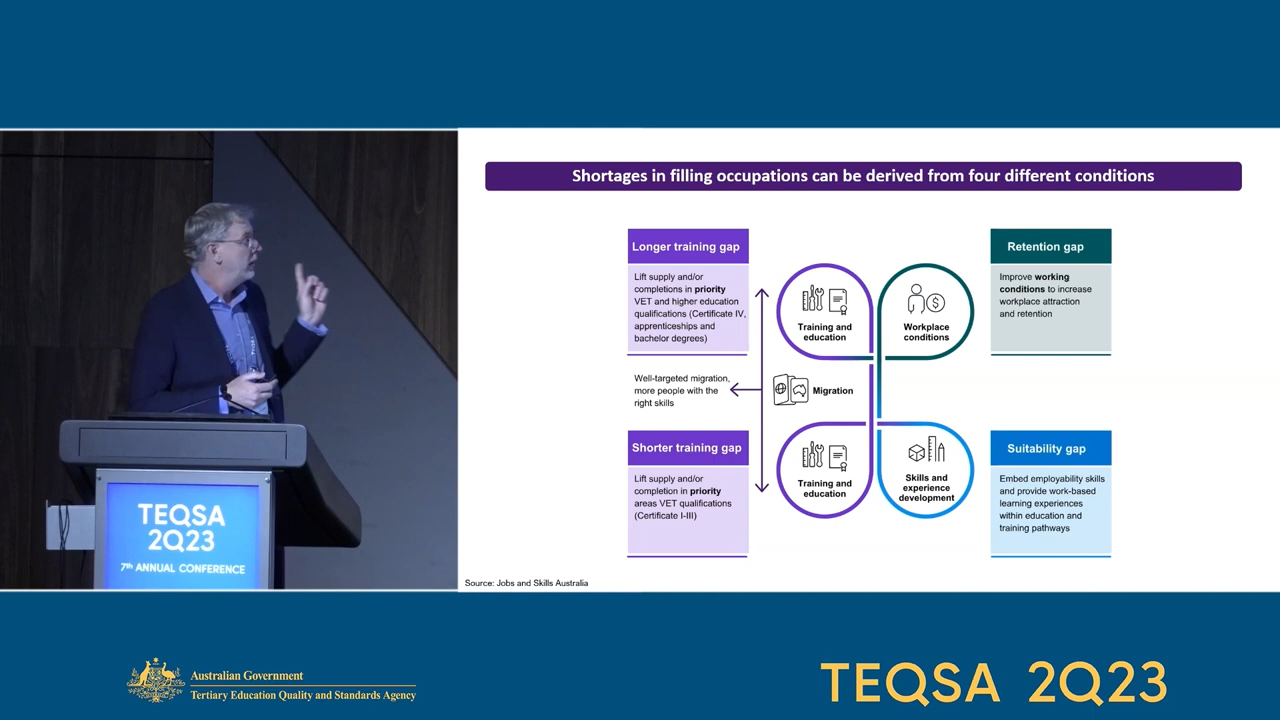 Shortages in filling occupations can be derived from four different conditions
Longer training gap
Lift supply and/or
completions in priority
VET and higher education
qualifications (Certificate IV,
apprenticeships and
bachelor degrees)
Training and
education
Workplace
conditions
Retention gap
Improve working
conditions to increase
workplace attraction
and retention
Well-targeted migration,
more people with the
right skills
Migration
Shorter training gap
Lift supply and/or
completion in priority
areas VET qualifications
(Certificate I-III)
Training and
education
Skills and
experience
development
Suitability gap
Embed employability skills
and provide work-based
learning experiences
within education and
training pathways
Source: Jobs and Skills Australia
TEQSA
2Q23
7th ANNUAL CONFERENCE
Australian Government
Tertiary Education Quality and Standards Agency
TEQSA 2Q23